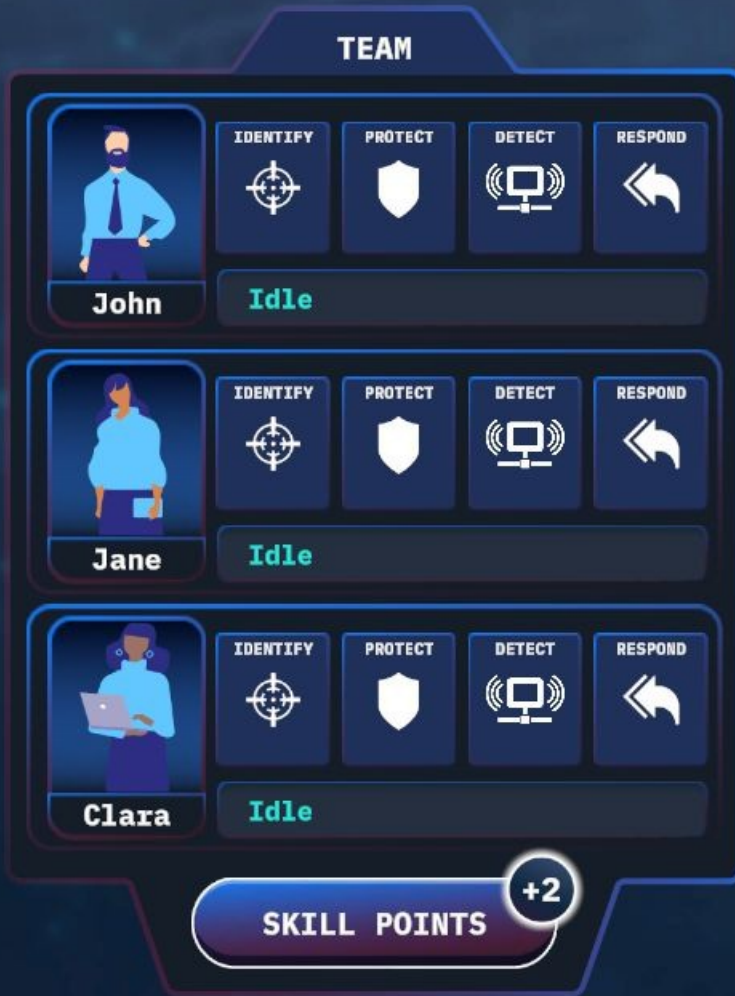 TEAM
IDENTIFY PROTECT DETECT RESPOND
John Idle
IDENTIFY PROTECT DETECT RESPOND
Jane Idle
IDENTIFY PROTECT DETECT RESPOND
Clara Idle
+2
SKILL POINTS